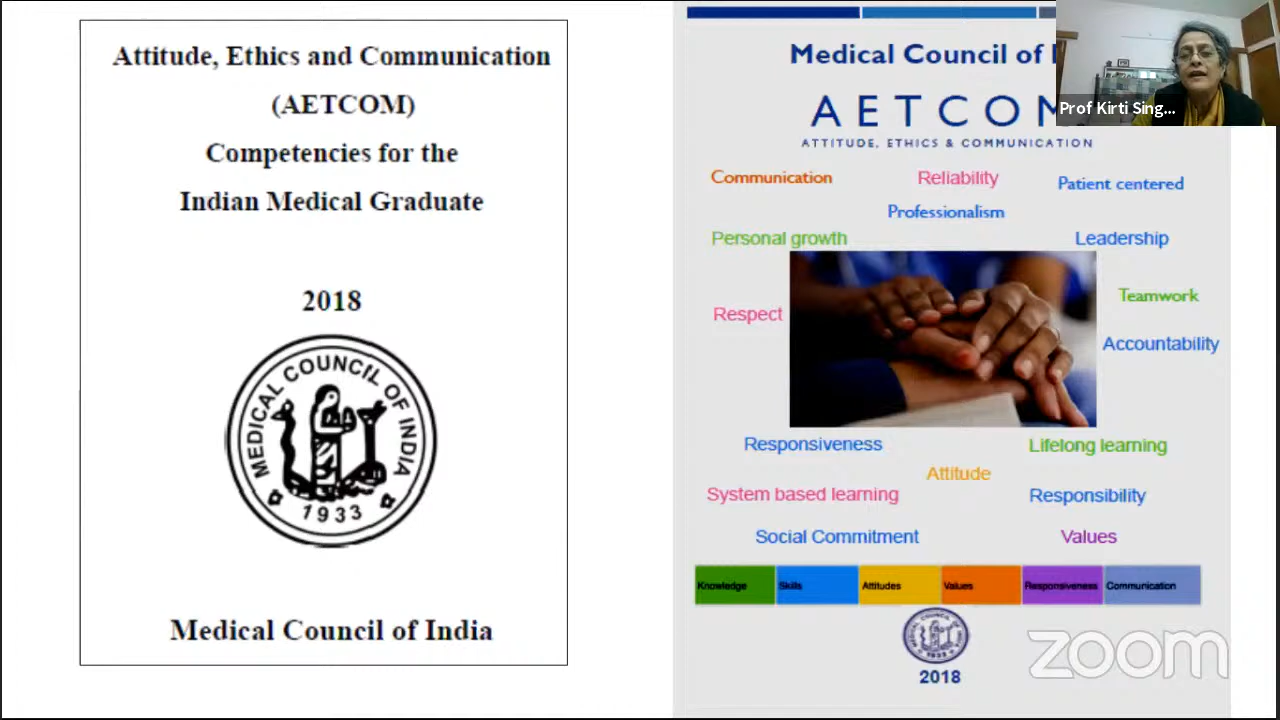 Attitude, Ethics and Communication
(AETCOM)
Competencies for the
Indian Medical Graduate
2018
MEDICAL COUNCIL OF INDIA
1933
Medical Council of India
Medical Council of
AETCOM
ATTITUDE, ETHICS & COMMUNICATION
Communication
Reliability
Patient centered
Professionalism
Personal growth
Leadership
Teamwork
Respect
Accountability
Responsiveness
Lifelong learning
Attitude
System based learning
Responsibility
Social Commitment
Values
Knowledge
Skills
Attitudes
Values
Responsiveness
Communication
1933
2018
Prof Kirti Sing...
zoom